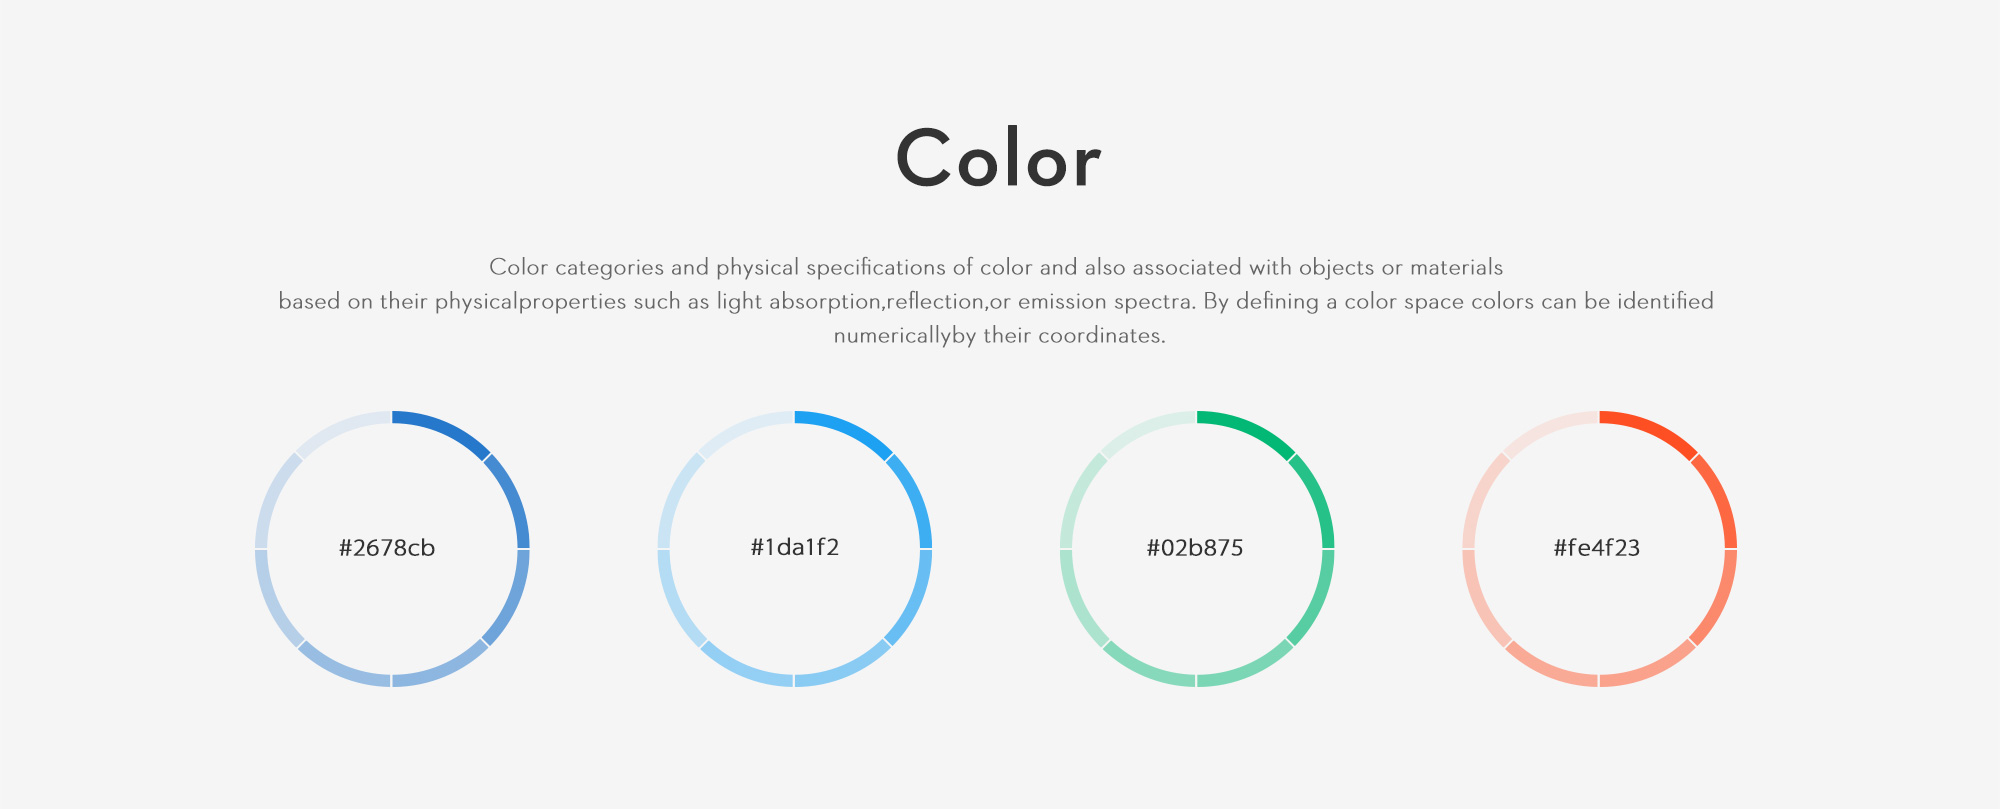 Color
Color categories and physical specifications of color and also associated with objects or materials
based on their physicalproperties such as light absorption,reflection,or emission spectra. By defining a color space colors can be identified
numericallyby their coordinates.
#2678cb
#1da1f2
#02b875
#fe4f23